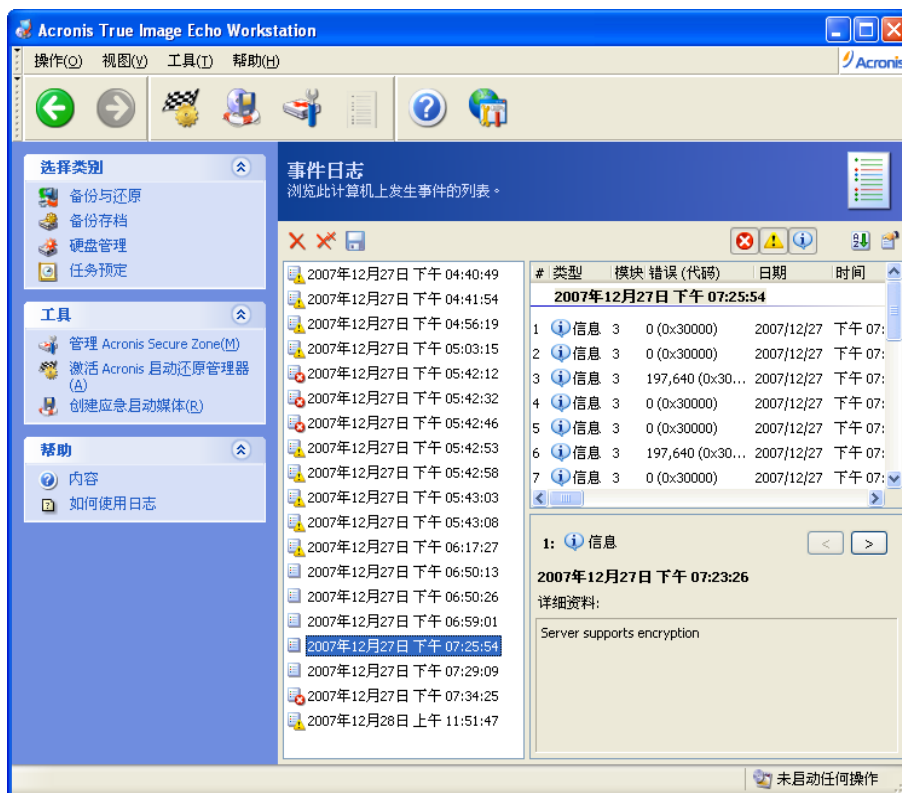 Acronis True Image Echo Workstation
操作(O) 视图(V) 工具(T) 帮助(H)
Acronis
选择类别
备份与还原
备份存档
硬盘管理
任务预定
工具
管理 Acronis Secure Zone(M)
激活 Acronis 启动还原管理器
(A)
创建应急启动媒体(R)
帮助
内容
如何使用日志
事件日志
浏览此计算机上发生事件的列表。
2007年12月27日 下午 04:40:49
2007年12月27日 下午 04:41:54
2007年12月27日 下午 04:56:19
2007年12月27日 下午 05:03:15
2007年12月27日 下午 05:42:12
2007年12月27日 下午 05:42:32
2007年12月27日 下午 05:42:46
2007年12月27日 下午 05:42:53
2007年12月27日 下午 05:42:58
2007年12月27日 下午 05:43:03
2007年12月27日 下午 05:43:08
2007年12月27日 下午 06:17:27
2007年12月27日 下午 06:50:13
2007年12月27日 下午 06:50:26
2007年12月27日 下午 06:59:01
2007年12月27日 下午 07:25:54
2007年12月27日 下午 07:29:09
2007年12月27日 下午 07:34:25
2007年12月28日 上午 11:51:47
# 类型 模块 错误 (代码) 日期 时间
2007年12月27日 下午 07:25:54
1 信息 3 0 (0x30000) 2007/12/27 下午 07:
2 信息 3 0 (0x30000) 2007/12/27 下午 07:
3 信息 3 197,640 (0x30... 2007/12/27 下午 07:
4 信息 3 0 (0x30000) 2007/12/27 下午 07:
5 信息 3 0 (0x30000) 2007/12/27 下午 07:
6 信息 3 197,640 (0x30... 2007/12/27 下午 07:
7 信息 3 0 (0x30000) 2007/12/27 下午 07:
1: 信息 < >
2007年12月27日 下午 07:23:26
详细资料:
Server supports encryption
未启动任何操作